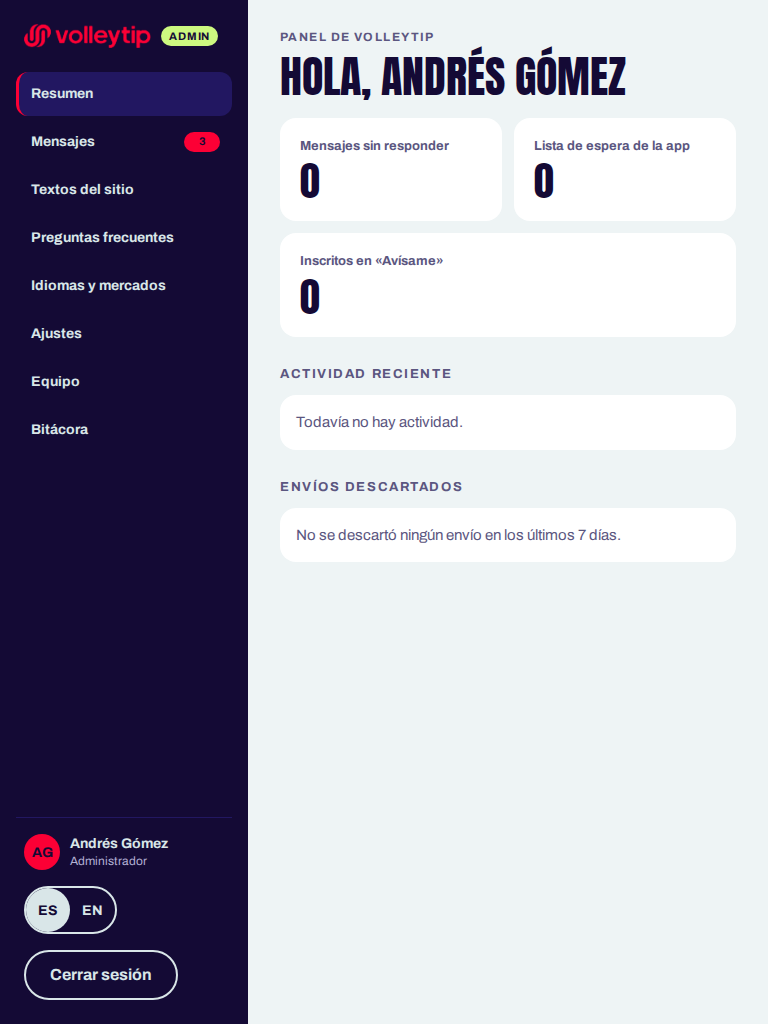 volleytip ADMIN
Resumen
Mensajes 3
Textos del sitio
Preguntas frecuentes
Idiomas y mercados
Ajustes
Equipo
Bitácora
AG
Andrés Gómez
Administrador
ES EN
Cerrar sesión
PANEL DE VOLLEYTIP
HOLA, ANDRÉS GÓMEZ
Mensajes sin responder
0
Lista de espera de la app
0
Inscritos en «Avísame»
0
ACTIVIDAD RECIENTE
Todavía no hay actividad.
ENVÍOS DESCARTADOS
No se descartó ningún envío en los últimos 7 días.